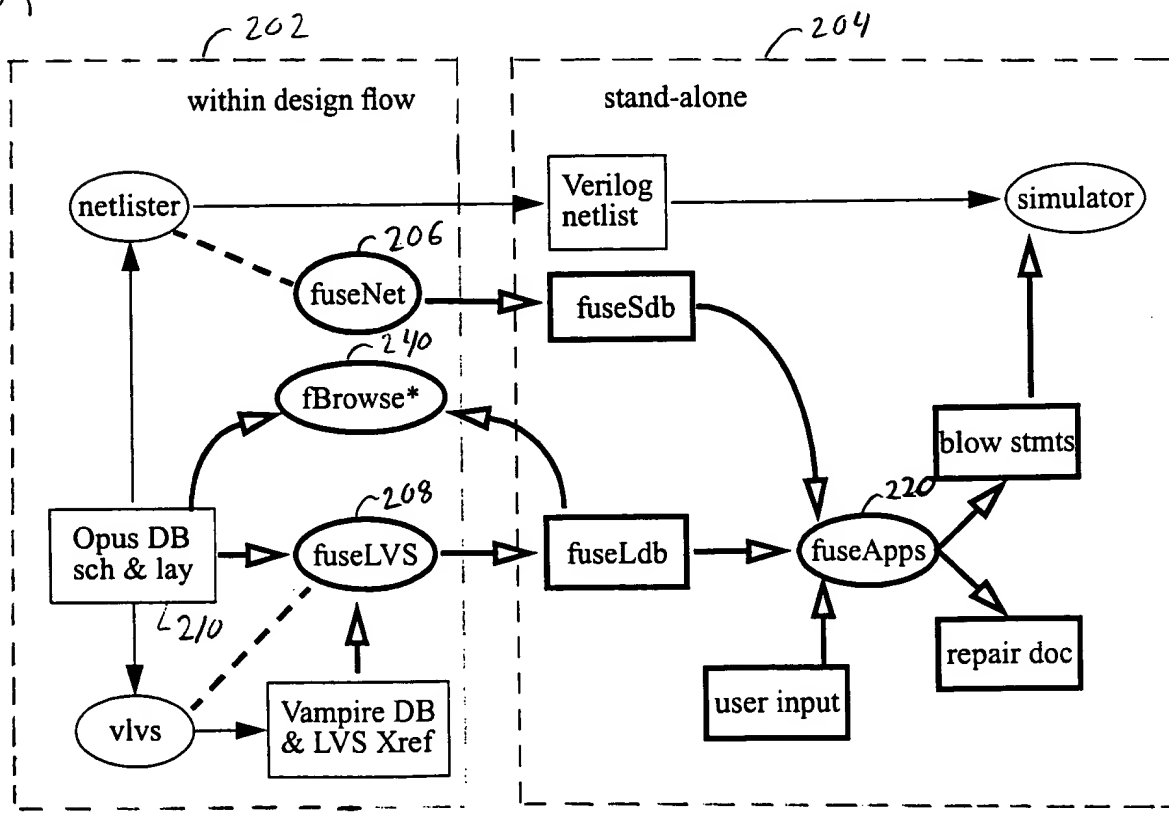 202
204
within design flow
stand-alone
netlister
Verilog
netlist
simulator
206
fuseNet
fuseSdb
240
fBrowse*
blow stmts
208
220
Opus DB
sch & lay
fuseLVS
fuseLdb
fuseApps
210
repair doc
user input
vlvs
Vampire DB
& LVS Xref